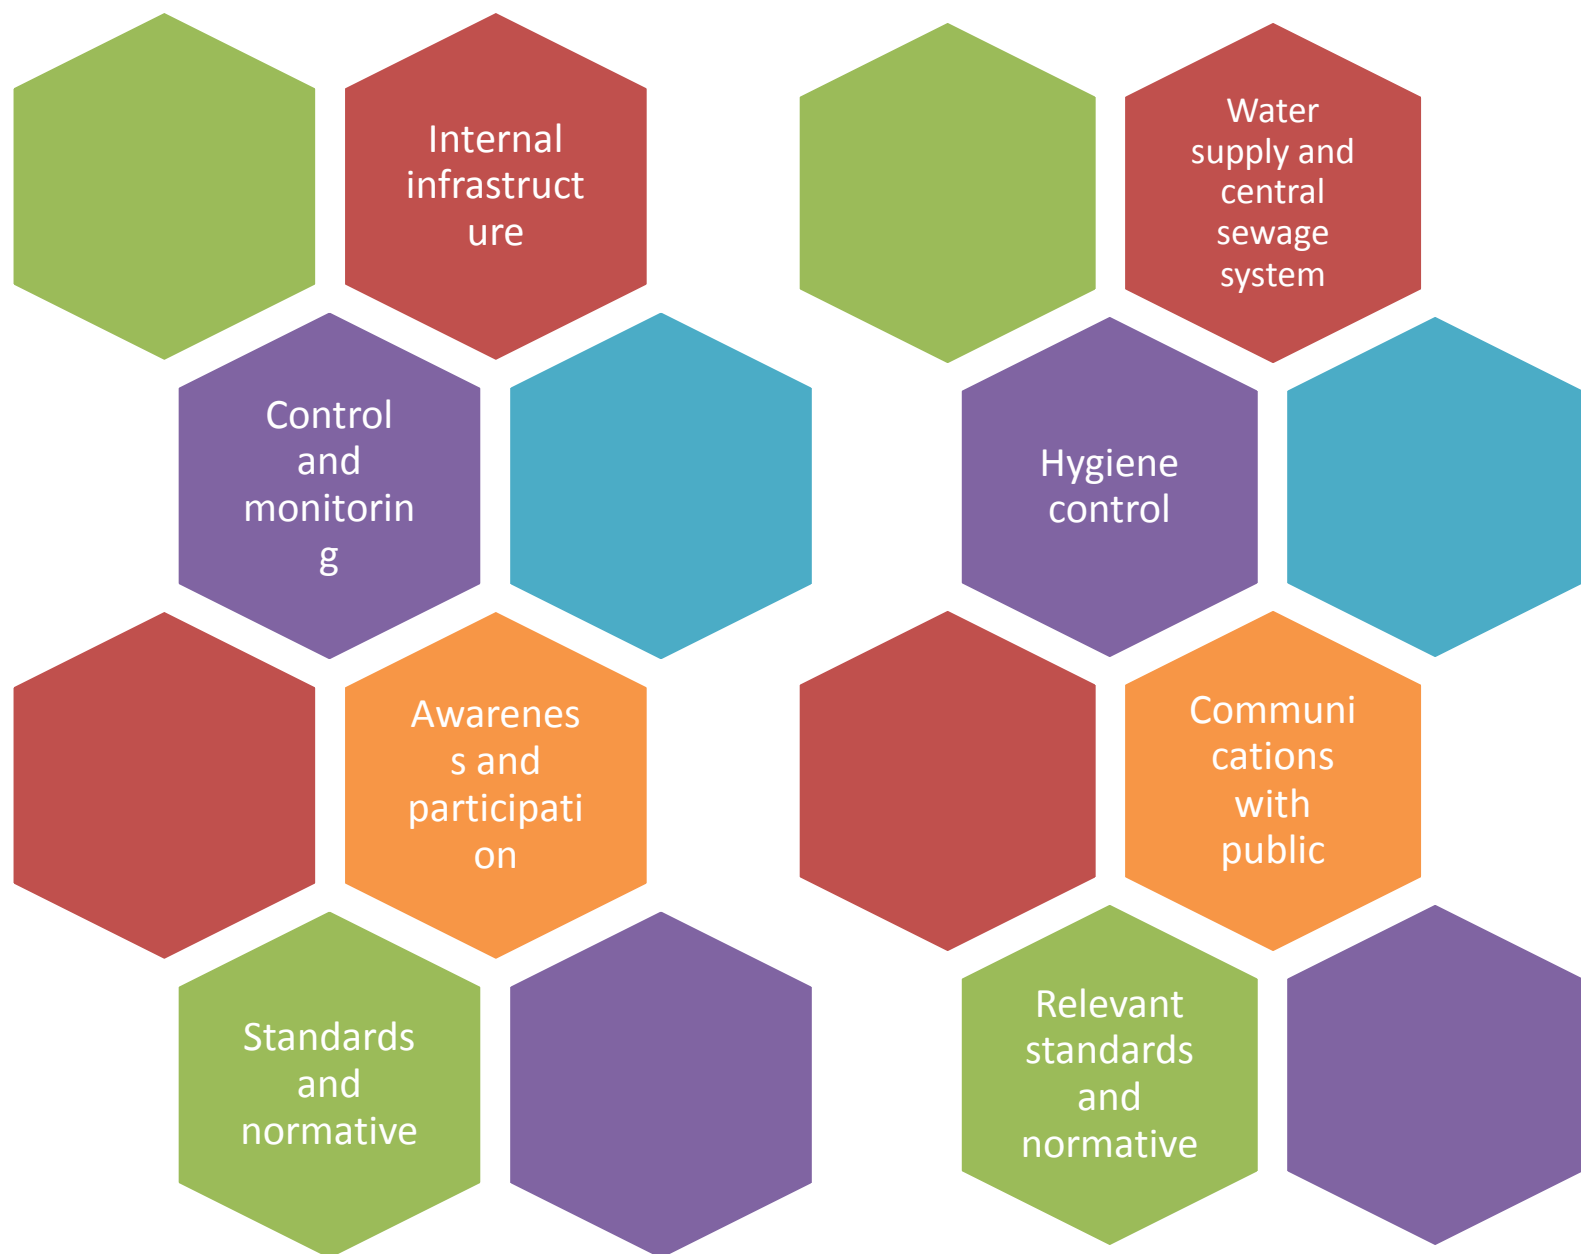 Internal
infrastruct
ure
Control
and
monitorin
g
Awarenes
s and
participati
on
Standards
and
normative
Water
supply and
central
sewage
system
Hygiene
control
Communi
cations
with
public
Relevant
standards
and
normative